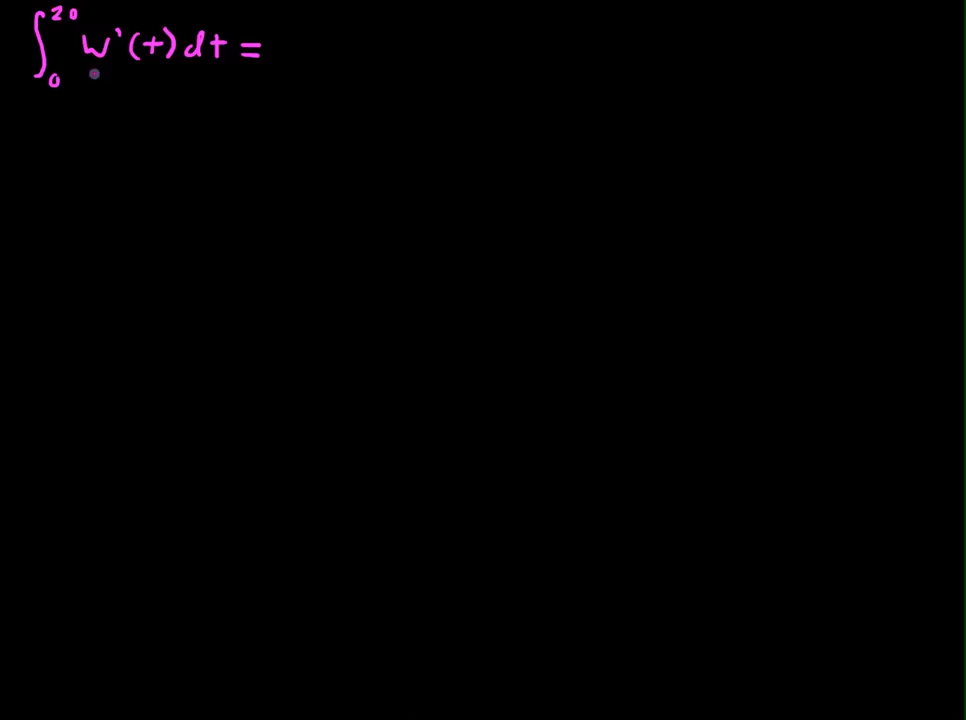 ∫₀²⁰ W'(t)dt =